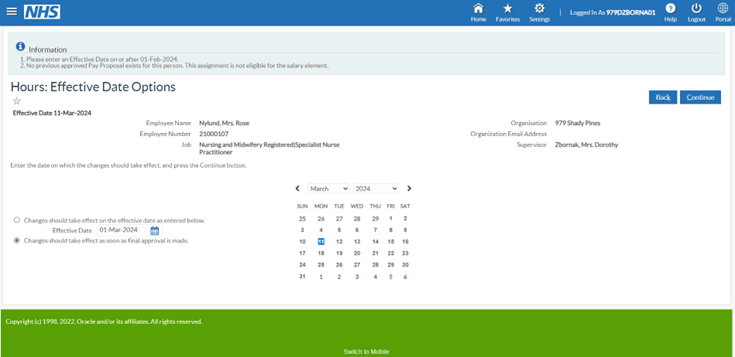 NHS
Home Favorites Settings Logged In As 979DZBORNA01 Help Logout Portal
Information
1. Please enter an Effective Date on or after 01-Feb-2024.
2. No previous approved Pay Proposal exists for this person. This assignment is not eligible for the salary element.
Hours: Effective Date Options
Back Continue
Effective Date 11-Mar-2024
Employee Name Nylund, Mrs. Rose Organisation 979 Shady Pines
Employee Number 21000107 Organization Email Address
Job Nursing and Midwifery Registered|Specialist Nurse Supervisor Zbornak, Mrs. Dorothy
Practitioner
Enter the date on which the changes should take effect, and press the Continue button.
March 2024
SUN MON TUE WED THU FRI SAT
25 26 27 28 29 1 2
3 4 5 6 7 8 9
10 11 12 13 14 15 16
17 18 19 20 21 22 23
24 25 26 27 28 29 30
31 1 2 3 4 5 6
Changes should take effect on the effective date as entered below.
Effective Date 01-Mar-2024
Changes should take effect as soon as final approval is made.
Copyright (c) 1998, 2022, Oracle and/or its affiliates. All rights reserved.
Switch to Mobile